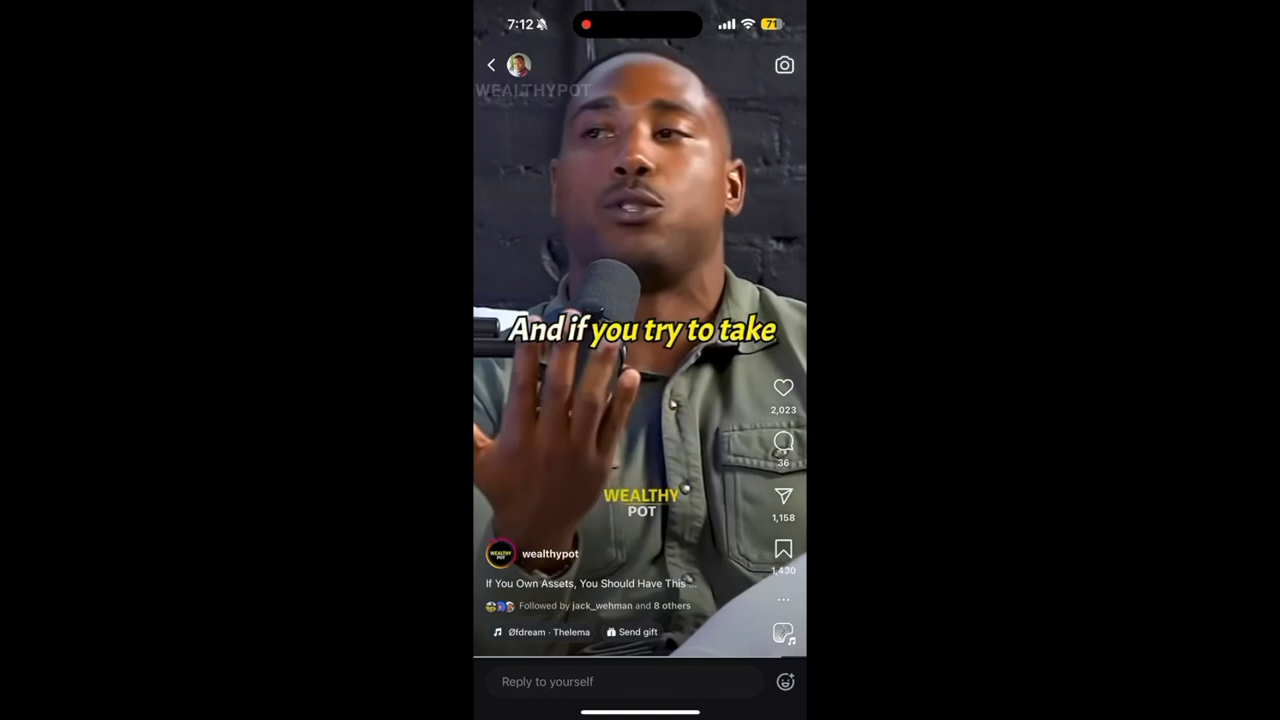 7:12
71
WEALTHYPOT
And if you try to take
2,023
36
WEALTHY
POT
1,158
WEALTHY
POT
wealthypot
1,430
If You Own Assets, You Should Have This ...
Followed by jack_wehman and 8 others
Øfdream · Thelema
Send gift
Reply to yourself